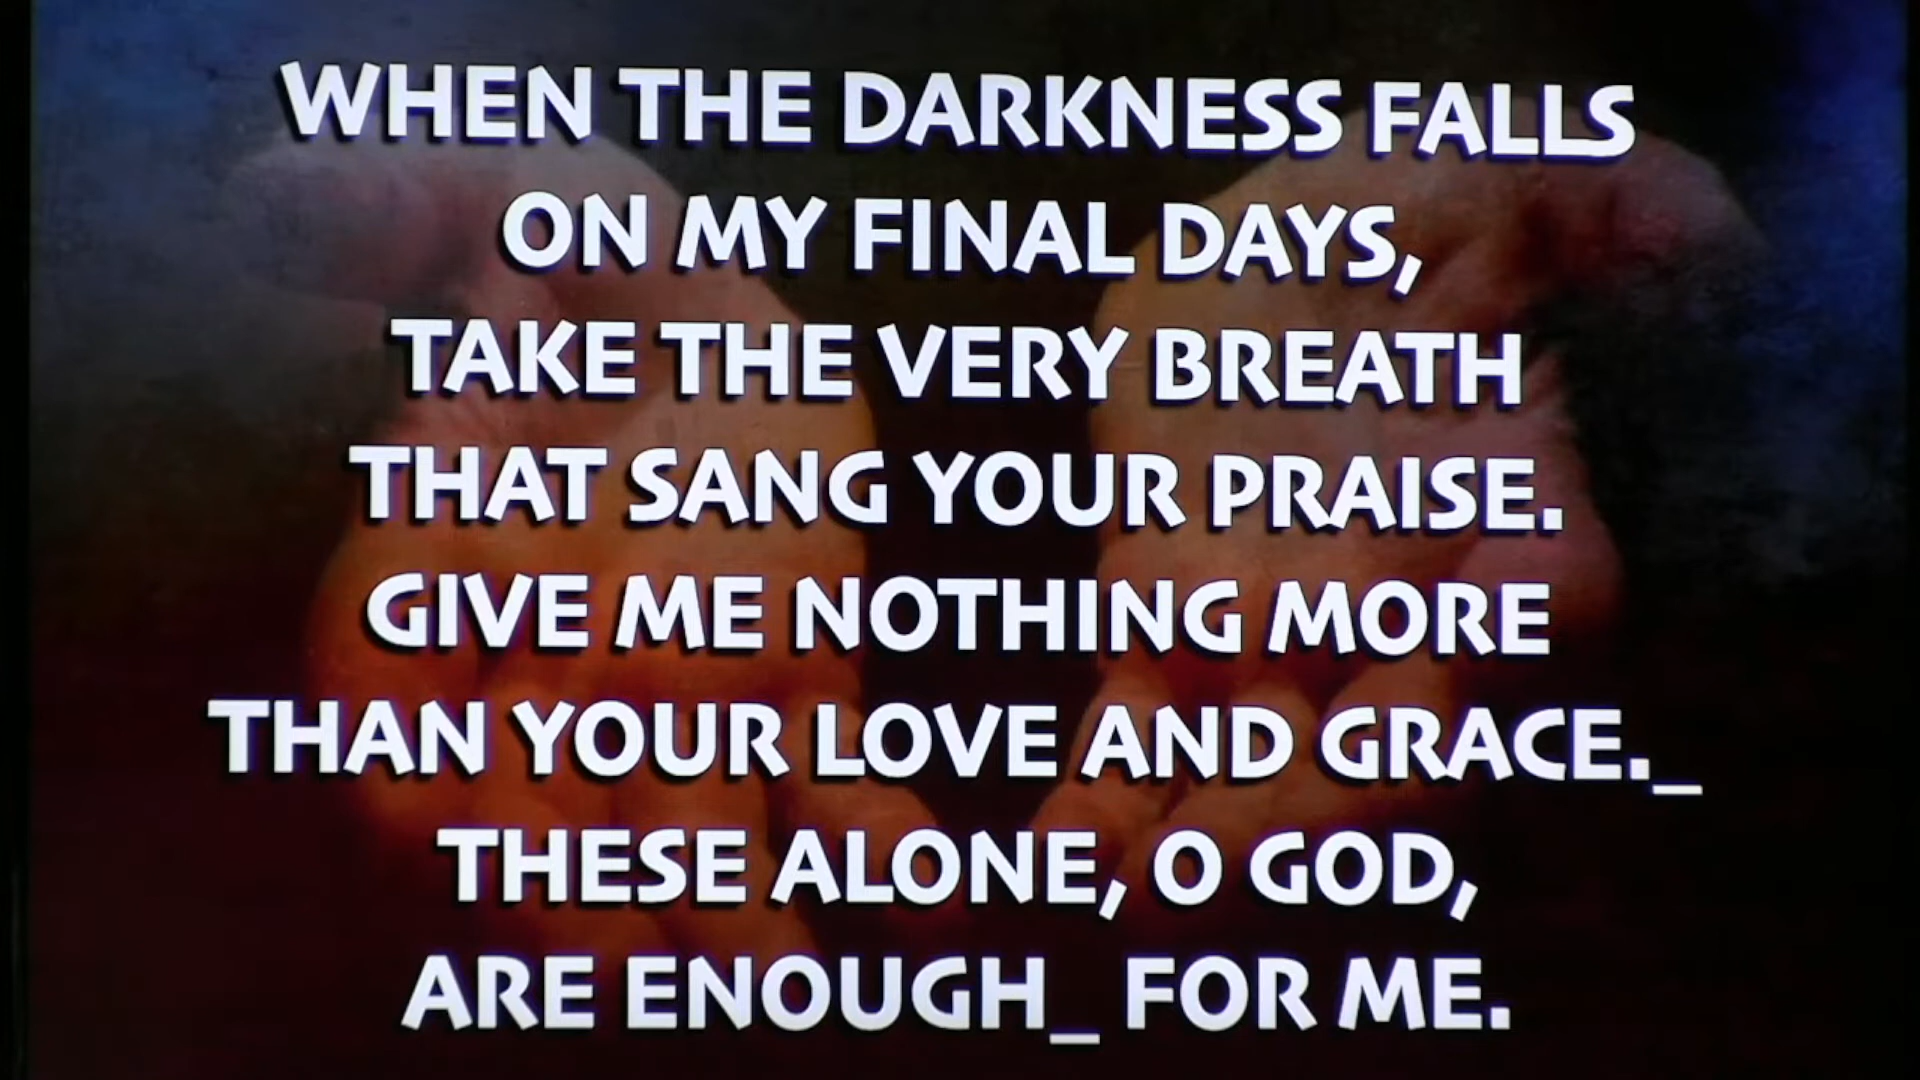 WHEN THE DARKNESS FALLS
ON MY FINAL DAYS,
TAKE THE VERY BREATH
THAT SANG YOUR PRAISE.
GIVE ME NOTHING MORE
THAN YOUR LOVE AND GRACE._
THESE ALONE, O GOD,
ARE ENOUGH_ FOR ME.